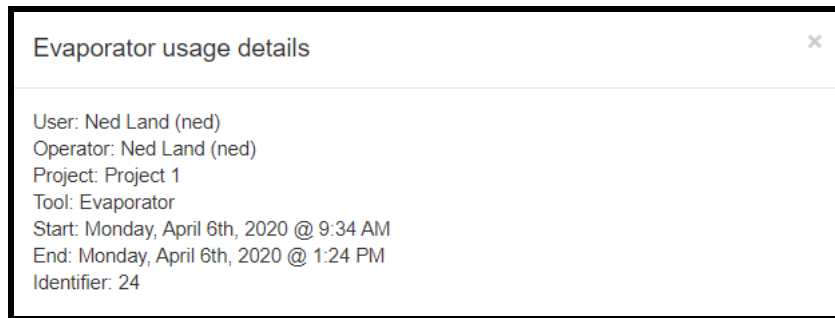 Evaporator usage details
×
User: Ned Land (ned)
Operator: Ned Land (ned)
Project: Project 1
Tool: Evaporator
Start: Monday, April 6th, 2020 @ 9:34 AM
End: Monday, April 6th, 2020 @ 1:24 PM
Identifier: 24